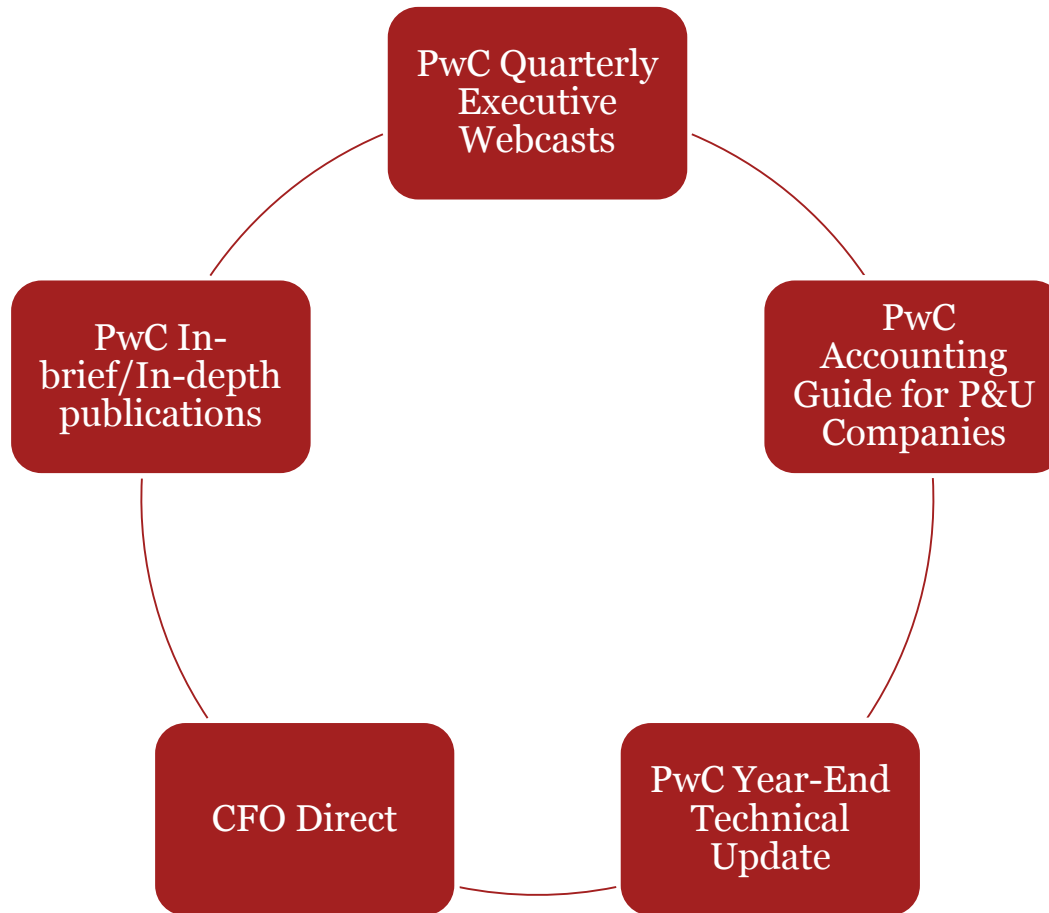 PwC Quarterly
Executive
Webcasts
PwC In-
brief/In-depth
publications
PwC
Accounting
Guide for P&U
Companies
CFO Direct
PwC Year-End
Technical
Update